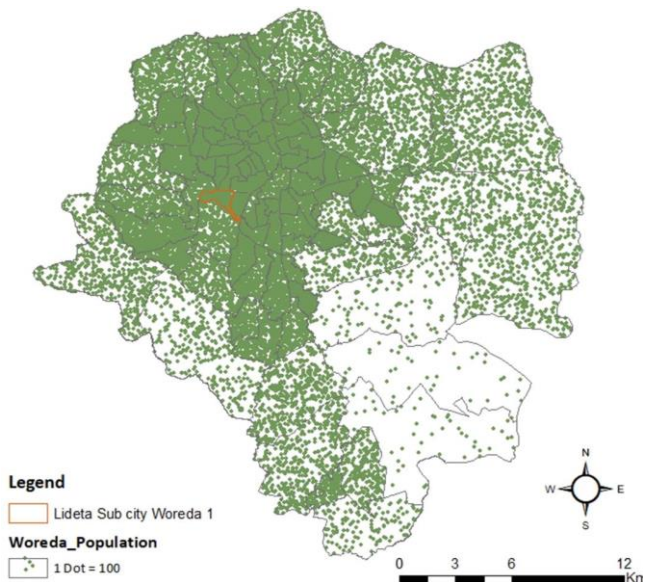 N
W E
S
Legend
Lideta Sub city Woreda 1
Woreda_Population
1 Dot = 100
0 3 6 12
Km